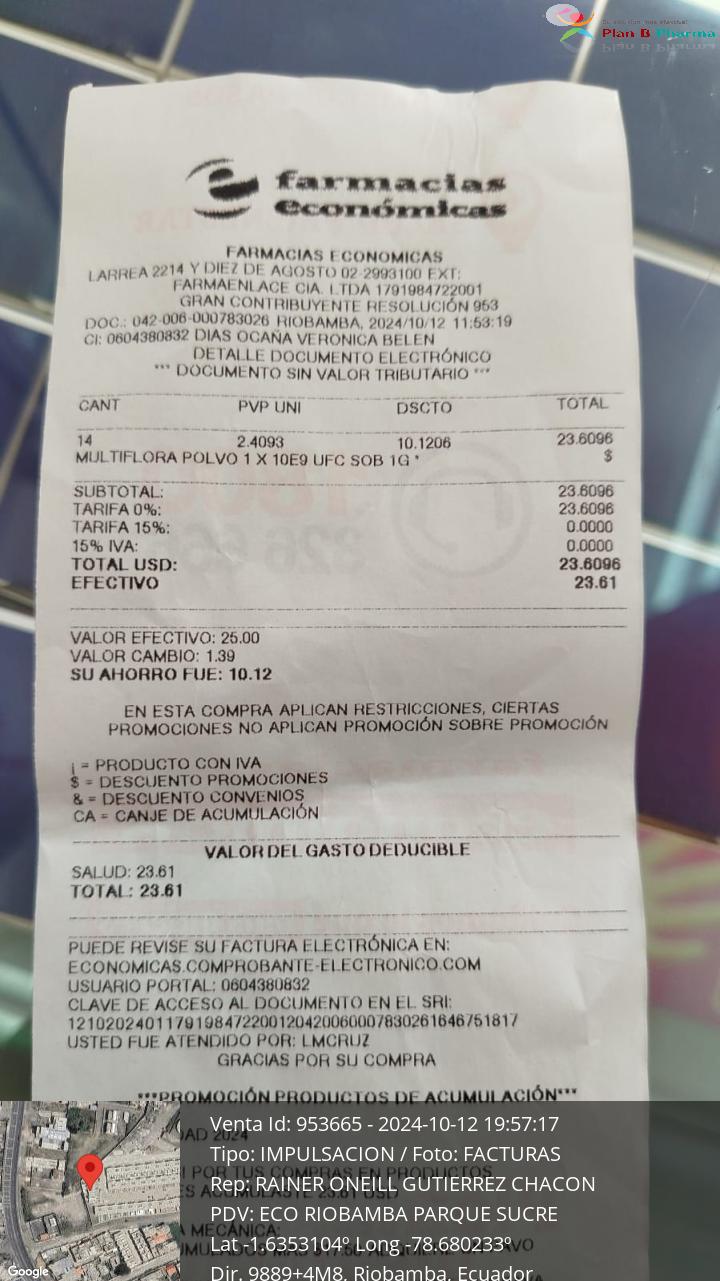 Plan B Pharma
farmacias
económicas
FARMACIAS ECONOMICAS
LARREA 2214 Y DIEZ DE AGOSTO 02-2993100 EXT:
FARMAENLACE CIA. LTDA 1791984722001
GRAN CONTRIBUYENTE RESOLUCIÓN 953
DOC.: 042-006-000783026 RIOBAMBA, 2024/10/12 11:53:19
CI: 0604380832 DIAS OCAÑA VERONICA BELEN
DETALLE DOCUMENTO ELECTRÓNICO
*** DOCUMENTO SIN VALOR TRIBUTARIO ***
CANT PVP UNI DSCTO TOTAL
14 2.4093 10.1206 23.6096
MULTIFLORA POLVO 1 X 10E9 UFC SOB 1G * $
SUBTOTAL: 23.6096
TARIFA 0%: 23.6096
TARIFA 15%: 0.0000
15% IVA: 0.0000
TOTAL USD: 23.6096
EFECTIVO 23.61
VALOR EFECTIVO: 25.00
VALOR CAMBIO: 1.39
SU AHORRO FUE: 10.12
EN ESTA COMPRA APLICAN RESTRICCIONES, CIERTAS
PROMOCIONES NO APLICAN PROMOCIÓN SOBRE PROMOCIÓN
¡ = PRODUCTO CON IVA
$ = DESCUENTO PROMOCIONES
& = DESCUENTO CONVENIOS
CA = CANJE DE ACUMULACIÓN
VALOR DEL GASTO DEDUCIBLE
SALUD: 23.61
TOTAL: 23.61
PUEDE REVISE SU FACTURA ELECTRÓNICA EN:
ECONOMICAS.COMPROBANTE-ELECTRONICO.COM
USUARIO PORTAL: 0604380832
CLAVE DE ACCESO AL DOCUMENTO EN EL SRI:
1210202401179198472200120420060007830261646751817
USTED FUE ATENDIDO POR: LMCRUZ
GRACIAS POR SU COMPRA
***PROMOCIÓN PRODUCTOS DE ACUMULACIÓN***
Venta Id: 953665 - 2024-10-12 19:57:17
DAD 2024
Tipo: IMPULSACION / Foto: FACTURAS
POR TUS COMPRAS EN PRODUCTOS
Rep: RAINER ONEILL GUTIERREZ CHACON
PDV: ECO RIOBAMBA PARQUE SUCRE
MECÁNICA:
Lat -1.6353104º Long -78.680233º
Dir. 9889+4M8, Riobamba, Ecuador
Google